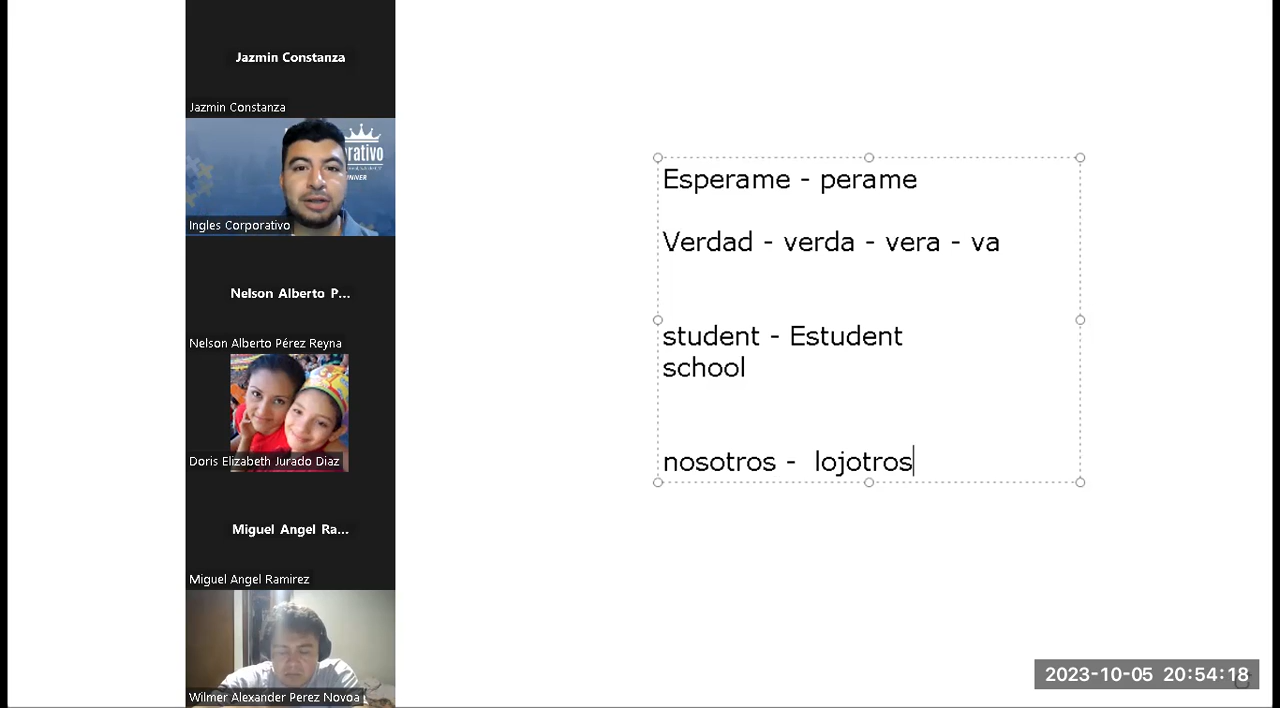 Jazmin Constanza
Jazmin Constanza
rativo
NNER
Ingles Corporativo
Nelson Alberto P...
Nelson Alberto Pérez Reyna
Doris Elizabeth Jurado Diaz
Miguel Angel Ra...
Miguel Angel Ramirez
Wilmer Alexander Perez Novoa
Esperame - perame
Verdad - verda - vera - va
student - Estudent
school
nosotros - lojotros
2023-10-05 20:54:18